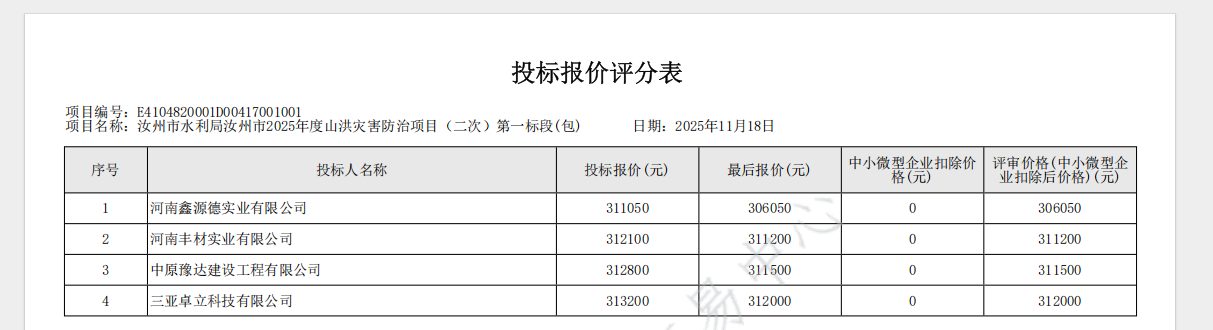 投标报价评分表
项目编号：E4104820001D00417001001
项目名称：汝州市水利局汝州市2025年度山洪灾害防治项目（二次）第一标段(包) 日期：2025年11月18日
序号 投标人名称 投标报价(元) 最后报价(元) 中小微型企业扣除价格(元) 评审价格(中小微型企业扣除后价格)(元)
1 河南鑫源德实业有限公司 311050 306050 0 306050
2 河南丰材实业有限公司 312100 311200 0 311200
3 中原豫达建设工程有限公司 312800 311500 0 311500
4 三亚卓立科技有限公司 313200 312000 0 312000
易中心